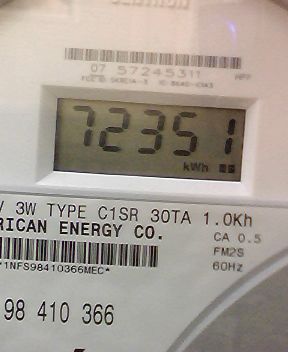 07 57245311
72351
kWh
V 3W TYPE C1SR 30TA 1.0Kh
RICAN ENERGY CO.
CA 0.5
FM2S
60Hz
*1NFS98410366MEC*
98 410 366